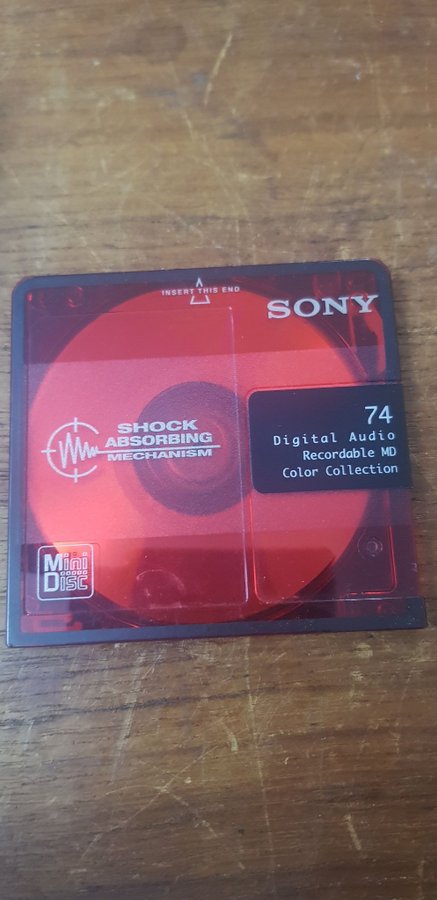 INSERT THIS END
SONY
SHOCK
ABSORBING
MECHANISM
74
Digital Audio
Recordable MD
Color Collection
Mini
Disc